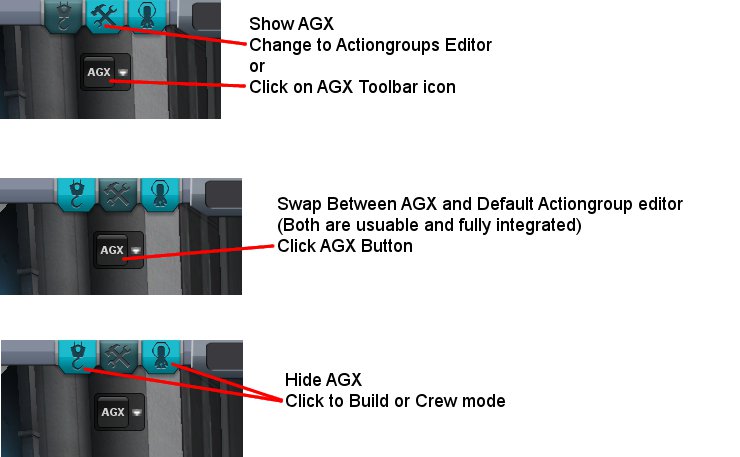 Show AGX
Change to Actiongroups Editor
or
AGX
Click on AGX Toolbar icon
Swap Between AGX and Default Actiongroup editor
(Both are usuable and fully integrated)
AGX
Click AGX Button
Hide AGX
Click to Build or Crew mode
AGX